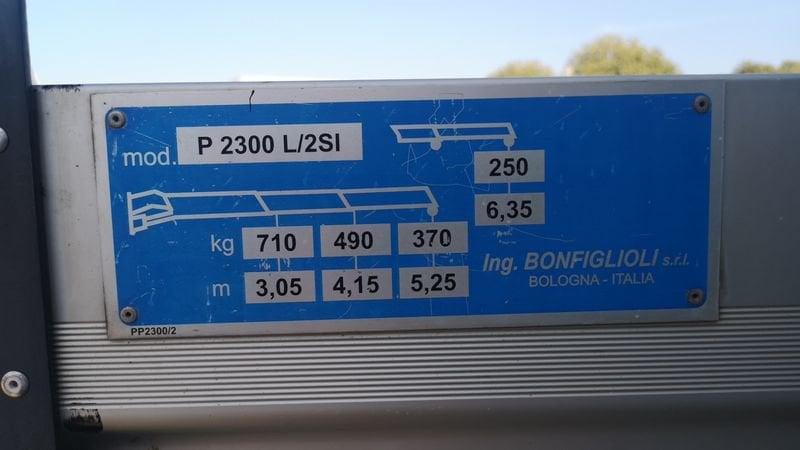 mod. P 2300 L/2SI
250
6,35
kg 710 490 370
m 3,05 4,15 5,25
Ing. BONFIGLIOLI s.r.l.
BOLOGNA - ITALIA
PP2300/2